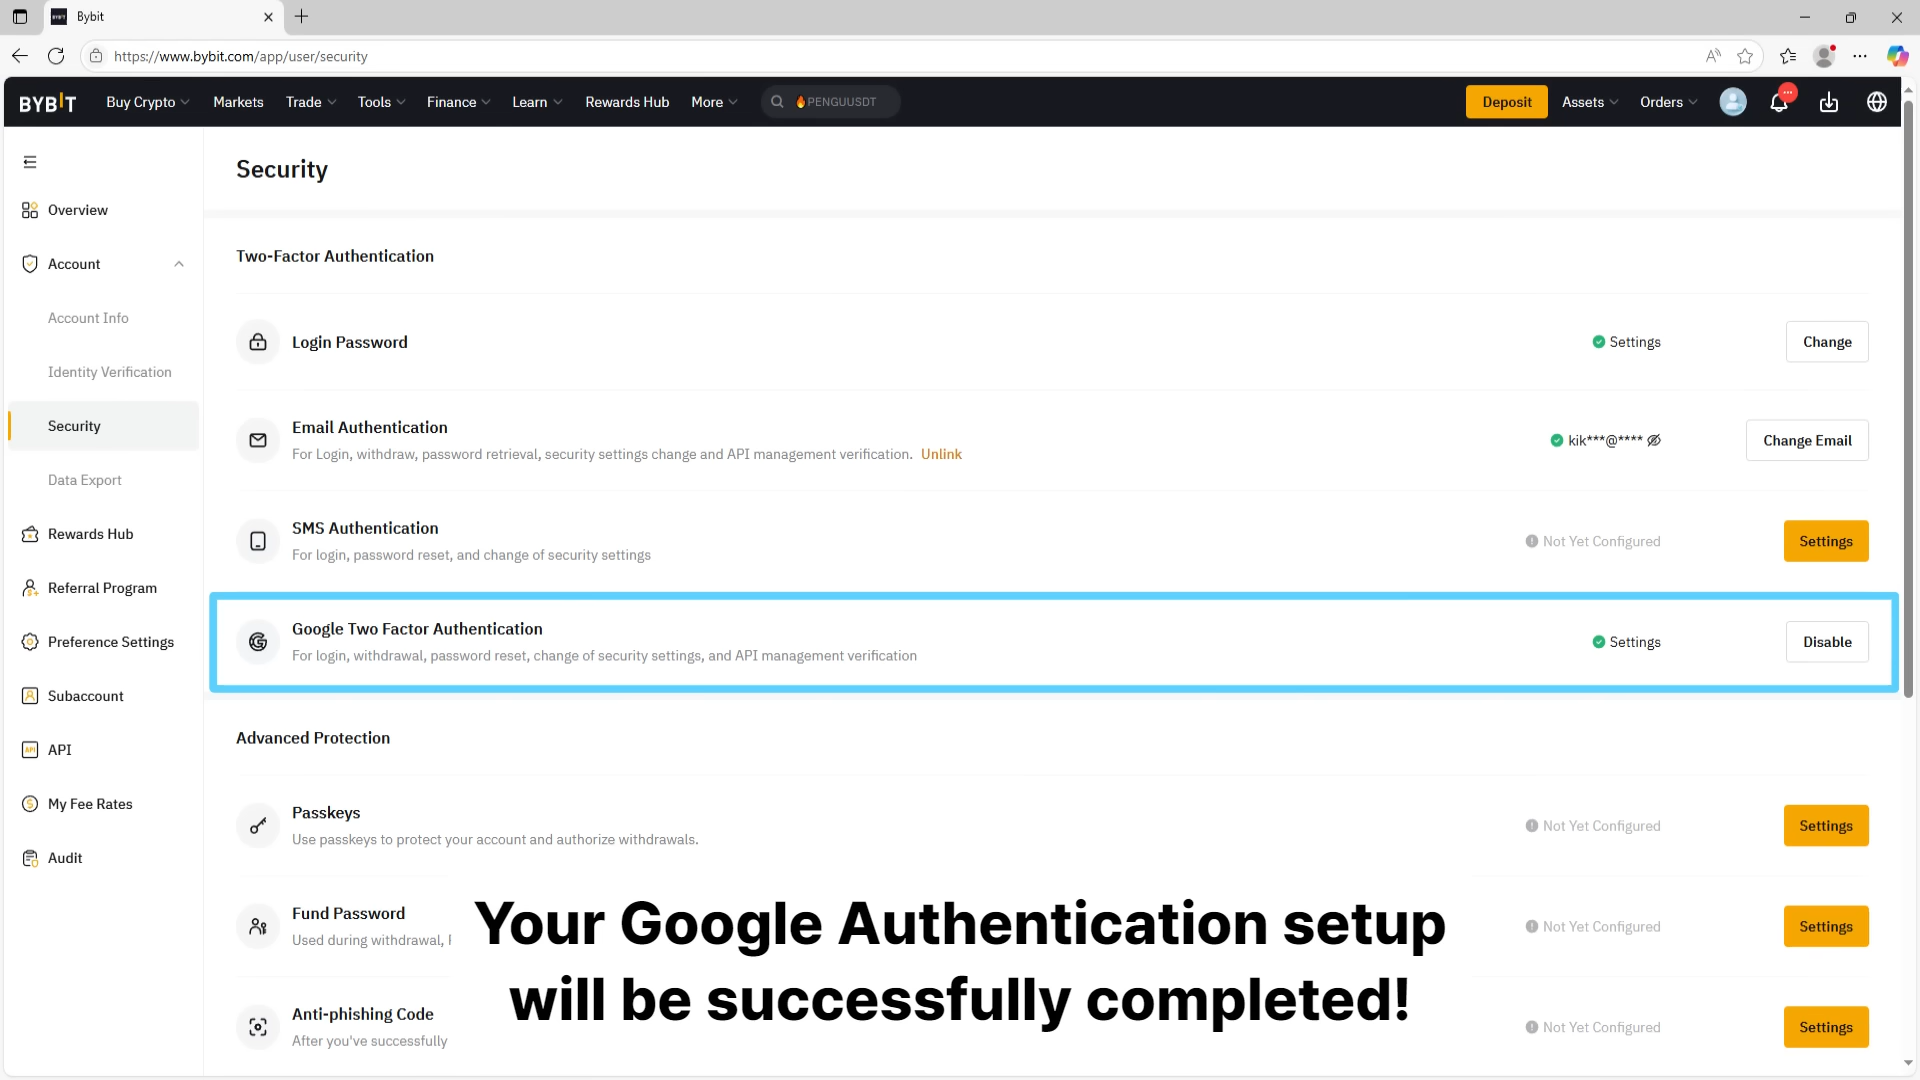 Bybit
https://www.bybit.com/app/user/security
BYBIT
Buy Crypto
Markets
Trade
Tools
Finance
Learn
Rewards Hub
More
PENGUUSDT
Deposit
Assets
Orders
Security
Overview
Account
Account Info
Identity Verification
Security
Data Export
Rewards Hub
Referral Program
Preference Settings
Subaccount
API
My Fee Rates
Audit
Two-Factor Authentication
Login Password
Settings
Change
Email Authentication
For Login, withdraw, password retrieval, security settings change and API management verification. Unlink
kik***@****
Change Email
SMS Authentication
For login, password reset, and change of security settings
Not Yet Configured
Settings
Google Two Factor Authentication
For login, withdrawal, password reset, change of security settings, and API management verification
Settings
Disable
Advanced Protection
Passkeys
Use passkeys to protect your account and authorize withdrawals.
Not Yet Configured
Settings
Fund Password
Used during withdrawal,
Not Yet Configured
Settings
Anti-phishing Code
After you've successfully
Not Yet Configured
Settings
Your Google Authentication setup
will be successfully completed!